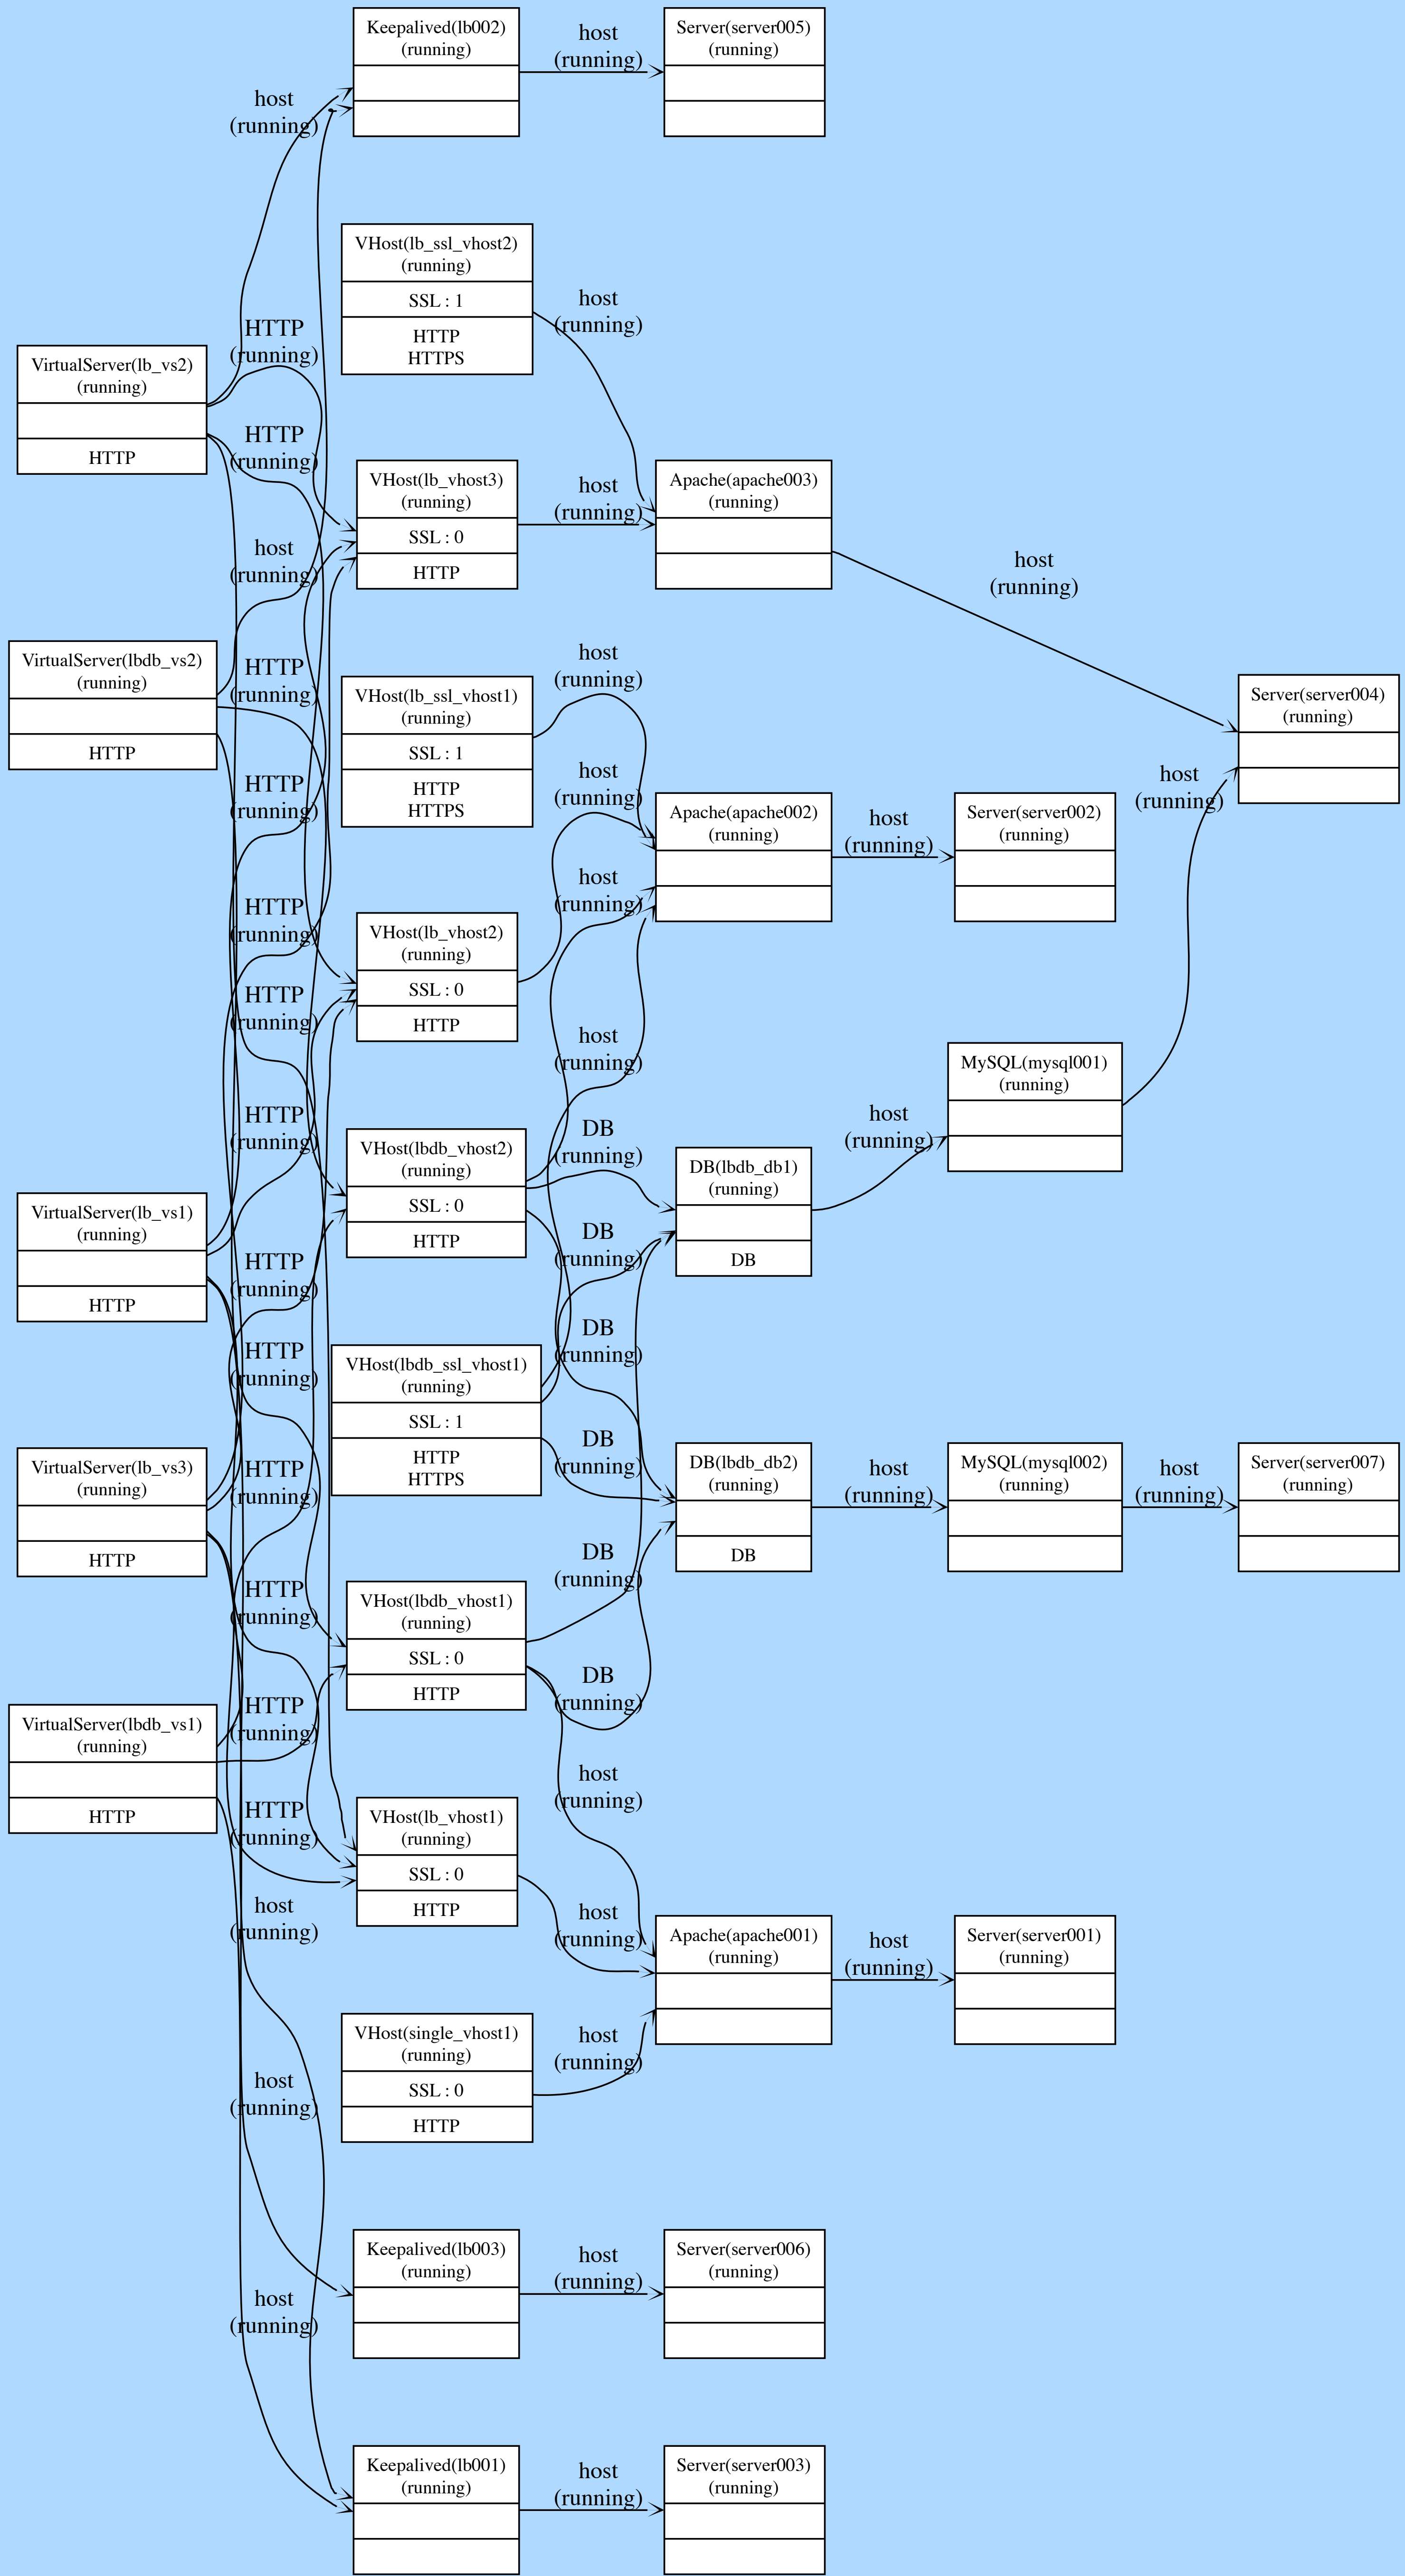 Keepalived(lb002)
(running)
host
(running)
Server(server005)
(running)
host
(running)
VHost(lb_ssl_vhost2)
(running)
SSL : 1
HTTP
HTTPS
host
(running)
HTTP
(running)
VirtualServer(lb_vs2)
(running)
HTTP
HTTP
(running)
VHost(lb_vhost3)
(running)
SSL : 0
HTTP
host
(running)
Apache(apache003)
(running)
host
(running)
host
(running)
VirtualServer(lbdb_vs2)
(running)
HTTP
HTTP
(running)
VHost(lb_ssl_vhost1)
(running)
SSL : 1
HTTP
HTTPS
host
(running)
Server(server004)
(running)
host
(running)
HTTP
(running)
host
(running)
Apache(apache002)
(running)
host
(running)
Server(server002)
(running)
host
(running)
HTTP
(running)
VHost(lb_vhost2)
(running)
SSL : 0
HTTP
HTTP
(running)
host
(running)
MySQL(mysql001)
(running)
HTTP
(running)
VHost(lbdb_vhost2)
(running)
SSL : 0
HTTP
DB
(running)
DB(lbdb_db1)
(running)
DB
host
(running)
VirtualServer(lb_vs1)
(running)
HTTP
HTTP
(running)
DB
(running)
HTTP
(running)
VHost(lbdb_ssl_vhost1)
(running)
SSL : 1
HTTP
HTTPS
DB
(running)
VirtualServer(lb_vs3)
(running)
HTTP
HTTP
(running)
DB
(running)
DB(lbdb_db2)
(running)
DB
host
(running)
MySQL(mysql002)
(running)
host
(running)
Server(server007)
(running)
HTTP
(running)
VHost(lbdb_vhost1)
(running)
SSL : 0
HTTP
DB
(running)
VirtualServer(lbdb_vs1)
(running)
HTTP
HTTP
(running)
DB
(running)
HTTP
(running)
VHost(lb_vhost1)
(running)
SSL : 0
HTTP
host
(running)
host
(running)
host
(running)
Apache(apache001)
(running)
host
(running)
Server(server001)
(running)
VHost(single_vhost1)
(running)
SSL : 0
HTTP
host
(running)
host
(running)
Keepalived(lb003)
(running)
host
(running)
Server(server006)
(running)
host
(running)
Keepalived(lb001)
(running)
host
(running)
Server(server003)
(running)